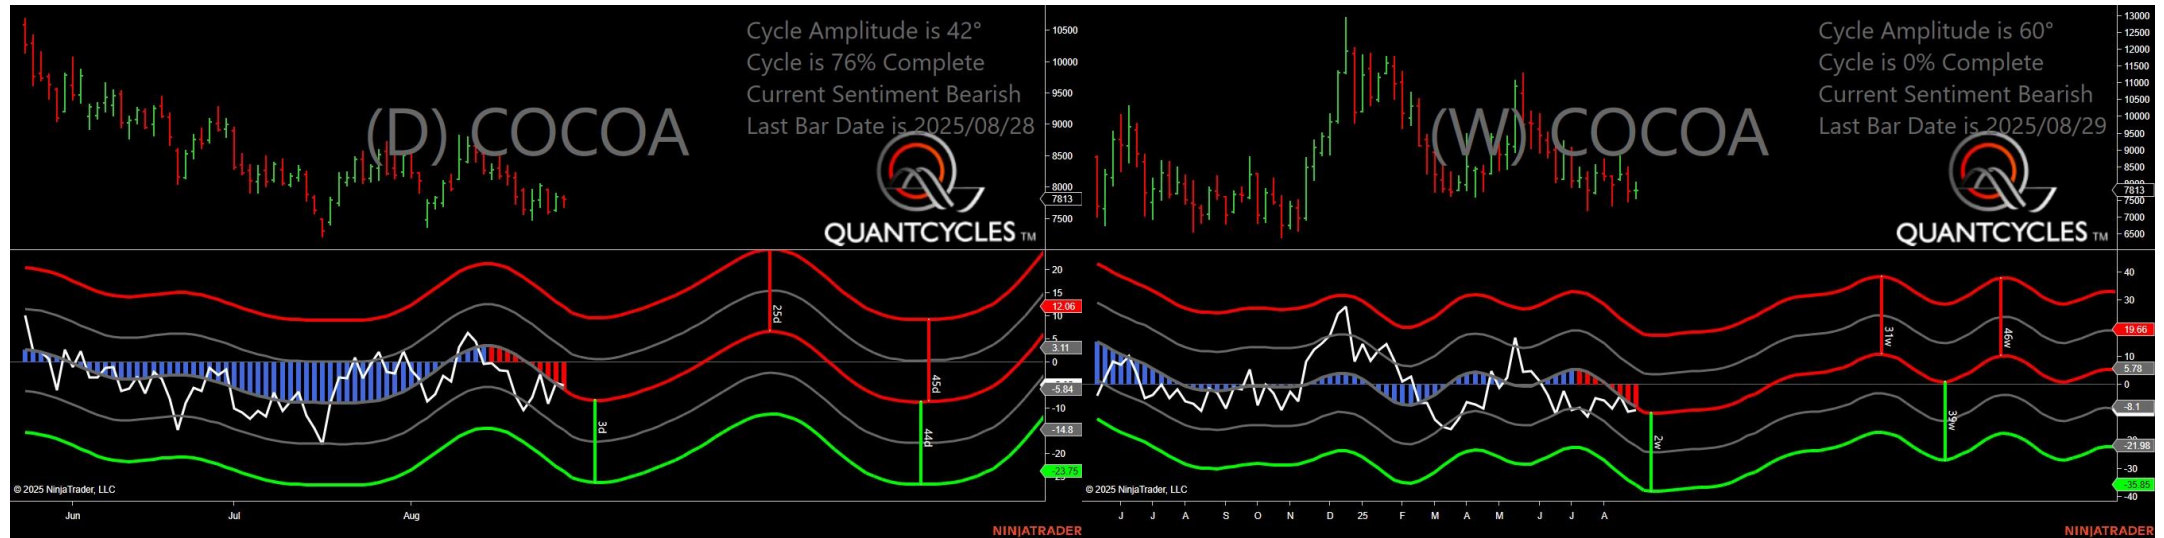 Cycle Amplitude is 42°
Cycle is 76% Complete
Current Sentiment Bearish
Last Bar Date is 2025/08/28
(D) COCOA
QUANTCYCLES TM
10500
10000
9500
9000
8500
8000
7813
7500
20
15
12.06
10
5
3.11
0
-5.84
-10
-14.8
-20
-23.75
25d
45d
3d
44d
© 2025 NinjaTrader, LLC
Jun Jul Aug
NINJATRADER
Cycle Amplitude is 60°
Cycle is 0% Complete
Current Sentiment Bearish
Last Bar Date is 2025/08/29
(W) COCOA
QUANTCYCLES TM
13000
12500
12000
11500
11000
10500
10000
9500
9000
8500
8000
7813
7500
7000
6500
40
30
19.66
10
5.78
0
-8.1
-21.98
-30
-35.85
-40
31w
46w
2w
39w
© 2025 NinjaTrader, LLC
J J A S O N D 25 F M A M J J A
NINJATRADER